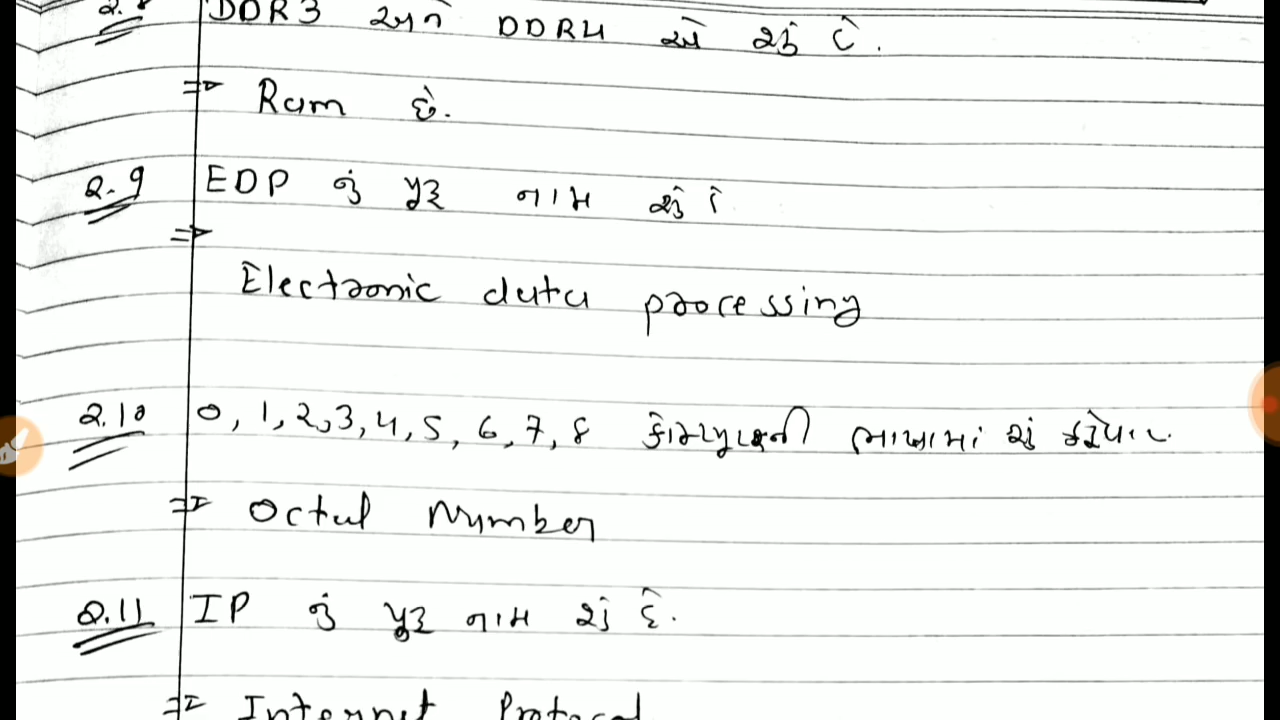 Q.8 DDR3 અને DDR4 એ શું છે.
=> Ram છે.
Q.9 EDP નું પુરૂ નામ શું છે
=>
Electronic data processing
Q.10 0, 1, 2, 3, 4, 5, 6, 7, 8 કોમ્પ્યુટરની ભાષામાં શું કહેવાય.
=> Octal Number
Q.11 IP નું પુરૂ નામ શું છે.
=> Internet Protocol